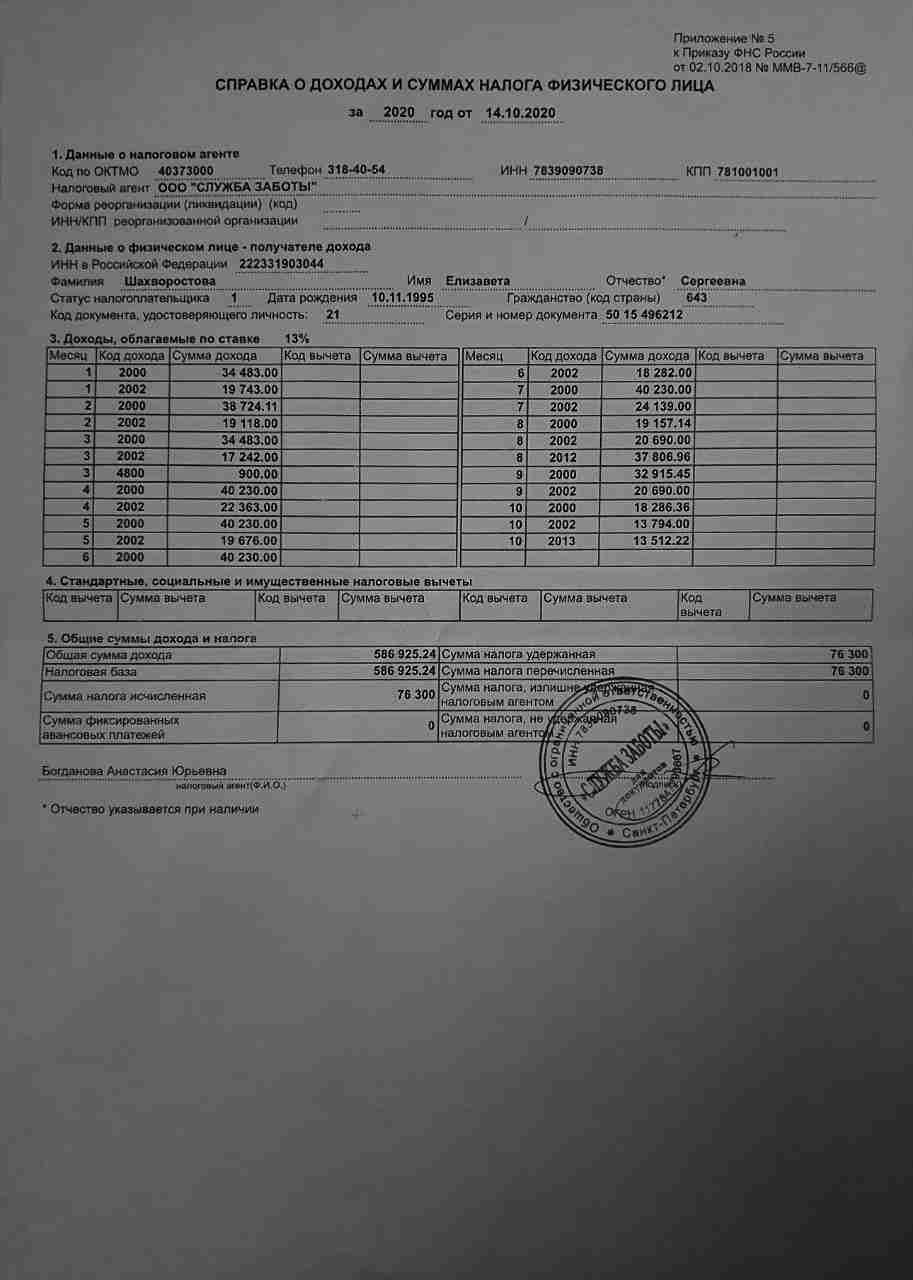 Приложение № 5
к Приказу ФНС России
от 02.10.2018 № ММВ-7-11/566@
СПРАВКА О ДОХОДАХ И СУММАХ НАЛОГА ФИЗИЧЕСКОГО ЛИЦА
за 2020 год от 14.10.2020
1. Данные о налоговом агенте
Код по ОКТМО 40373000 Телефон 318-40-54 ИНН 7839090738 КПП 781001001
Налоговый агент ООО "СЛУЖБА ЗАБОТЫ"
Форма реорганизации (ликвидации) (код)
ИНН/КПП реорганизованной организации /
2. Данные о физическом лице - получателе дохода
ИНН в Российской Федерации 222331903044
Фамилия Шахворостова Имя Елизавета Отчество* Сергеевна
Статус налогоплательщика 1 Дата рождения 10.11.1995 Гражданство (код страны) 643
Код документа, удостоверяющего личность: 21 Серия и номер документа 50 15 496212
3. Доходы, облагаемые по ставке 13%
Месяц Код дохода Сумма дохода Код вычета Сумма вычета Месяц Код дохода Сумма дохода Код вычета Сумма вычета
1 2000 34 483.00 6 2002 18 282.00
1 2002 19 743.00 7 2000 40 230.00
2 2000 38 724.11 7 2002 24 139.00
2 2002 19 118.00 8 2000 19 157.14
3 2000 34 483.00 8 2002 20 690.00
3 2002 17 242.00 8 2012 37 806.96
3 4800 900.00 9 2000 32 915.45
4 2000 40 230.00 9 2002 20 690.00
4 2002 22 363.00 10 2000 18 286.36
5 2000 40 230.00 10 2002 13 794.00
5 2002 19 676.00 10 2013 13 512.22
6 2000 40 230.00
4. Стандартные, социальные и имущественные налоговые вычеты
Код вычета Сумма вычета Код вычета Сумма вычета Код вычета Сумма вычета Код вычета Сумма вычета
5. Общие суммы дохода и налога
Общая сумма дохода 586 925.24 Сумма налога удержанная 76 300
Налоговая база 586 925.24 Сумма налога перечисленная 76 300
Сумма налога исчисленная 76 300 Сумма налога, излишне удержанная налоговым агентом 0
Сумма фиксированных авансовых платежей 0 Сумма налога, не удержанная налоговым агентом 0
Богданова Анастасия Юрьевна
налоговый агент(Ф.И.О.) (подпись)
* Отчество указывается при наличии
Общество с ограниченной ответственностью
Санкт-Петербург
ИНН 7839090738
«СЛУЖБА ЗАБОТЫ»
для документов
ОГРН